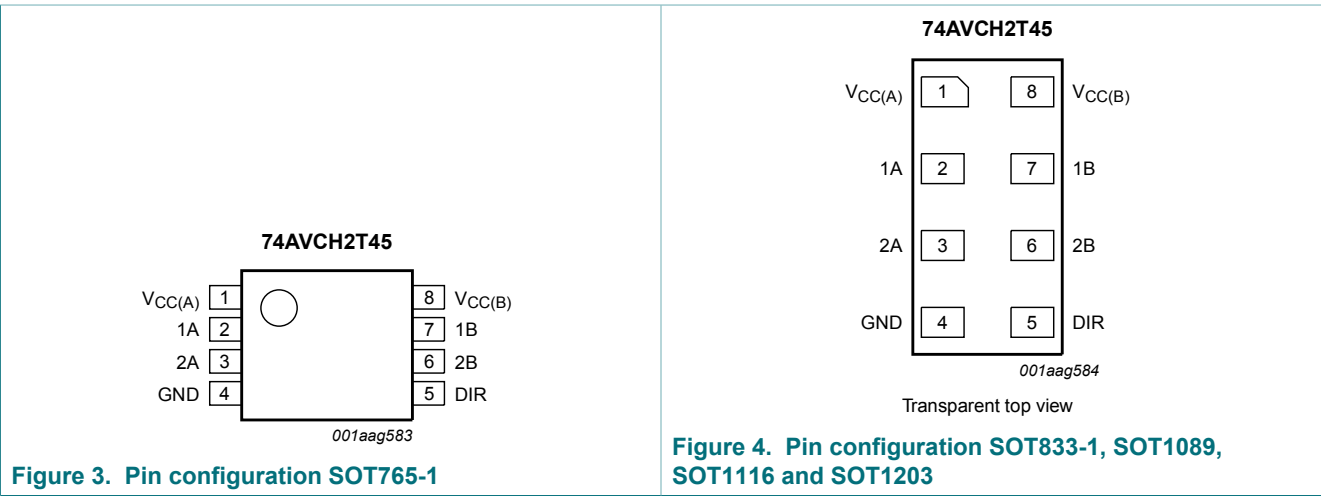 74AVCH2T45
VCC(A) 1 8 VCC(B)
1A 2 7 1B
2A 3 6 2B
GND 4 5 DIR
001aag583
Figure 3. Pin configuration SOT765-1
74AVCH2T45
VCC(A) 1 8 VCC(B)
1A 2 7 1B
2A 3 6 2B
GND 4 5 DIR
001aag584
Transparent top view
Figure 4. Pin configuration SOT833-1, SOT1089,
SOT1116 and SOT1203